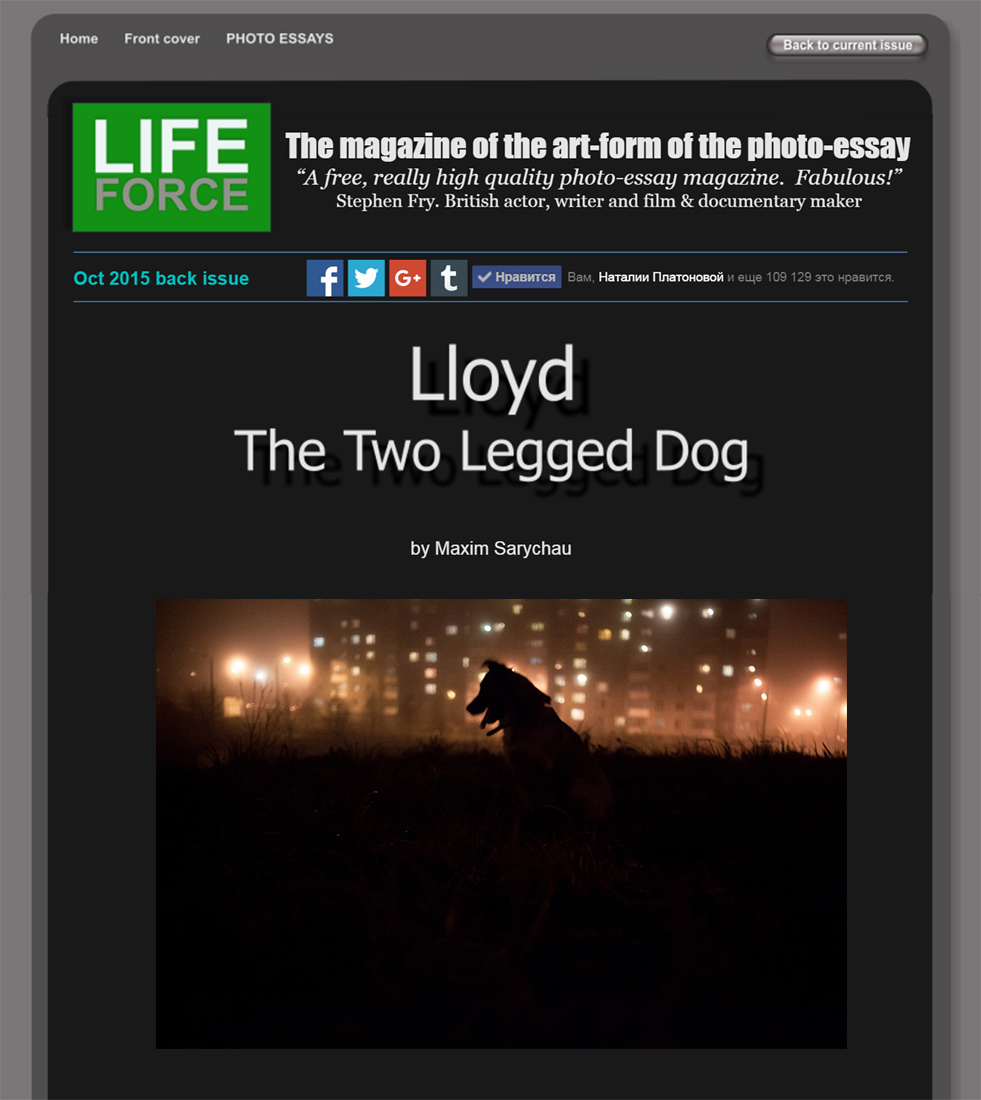 Home Front cover PHOTO ESSAYS
Back to current issue
LIFE
FORCE
The magazine of the art-form of the photo-essay
“A free, really high quality photo-essay magazine. Fabulous!”
Stephen Fry. British actor, writer and film & documentary maker
Oct 2015 back issue
f G+ t Нравится Вам, Наталии Платоновой и еще 109 129 это нравится.
Lloyd
The Two Legged Dog
by Maxim Sarychau